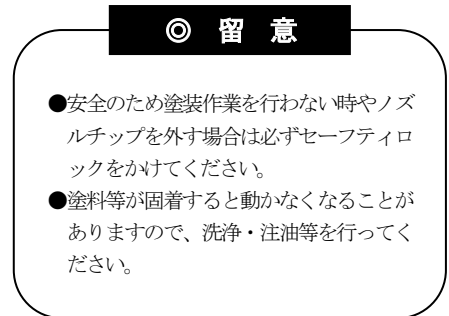 ◎ 留 意
●安全のため塗装作業を行わない時やノズ
ルチップを外す場合は必ずセーフティロ
ックをかけてください。
●塗料等が固着すると動かなくなることが
ありますので、洗浄・注油等を行ってく
ださい。